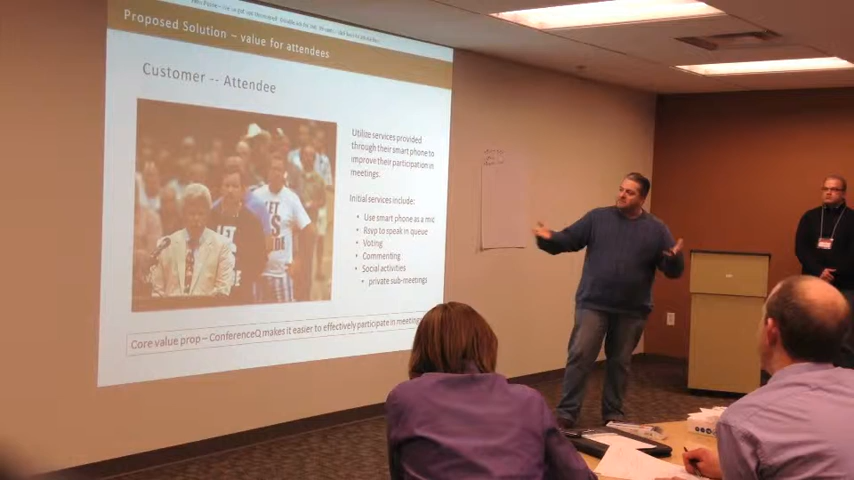 Proposed Solution – value for attendees
Customer -- Attendee
Utilize services provided
through their smart phone to
improve their participation in
meetings.
Initial services include:
• Use smart phone as a mic
• Rsvp to speak in queue
• Voting
• Commenting
• Social activities
• private sub-meetings
Core value prop – ConferenceQ makes it easier to effectively participate in meetings